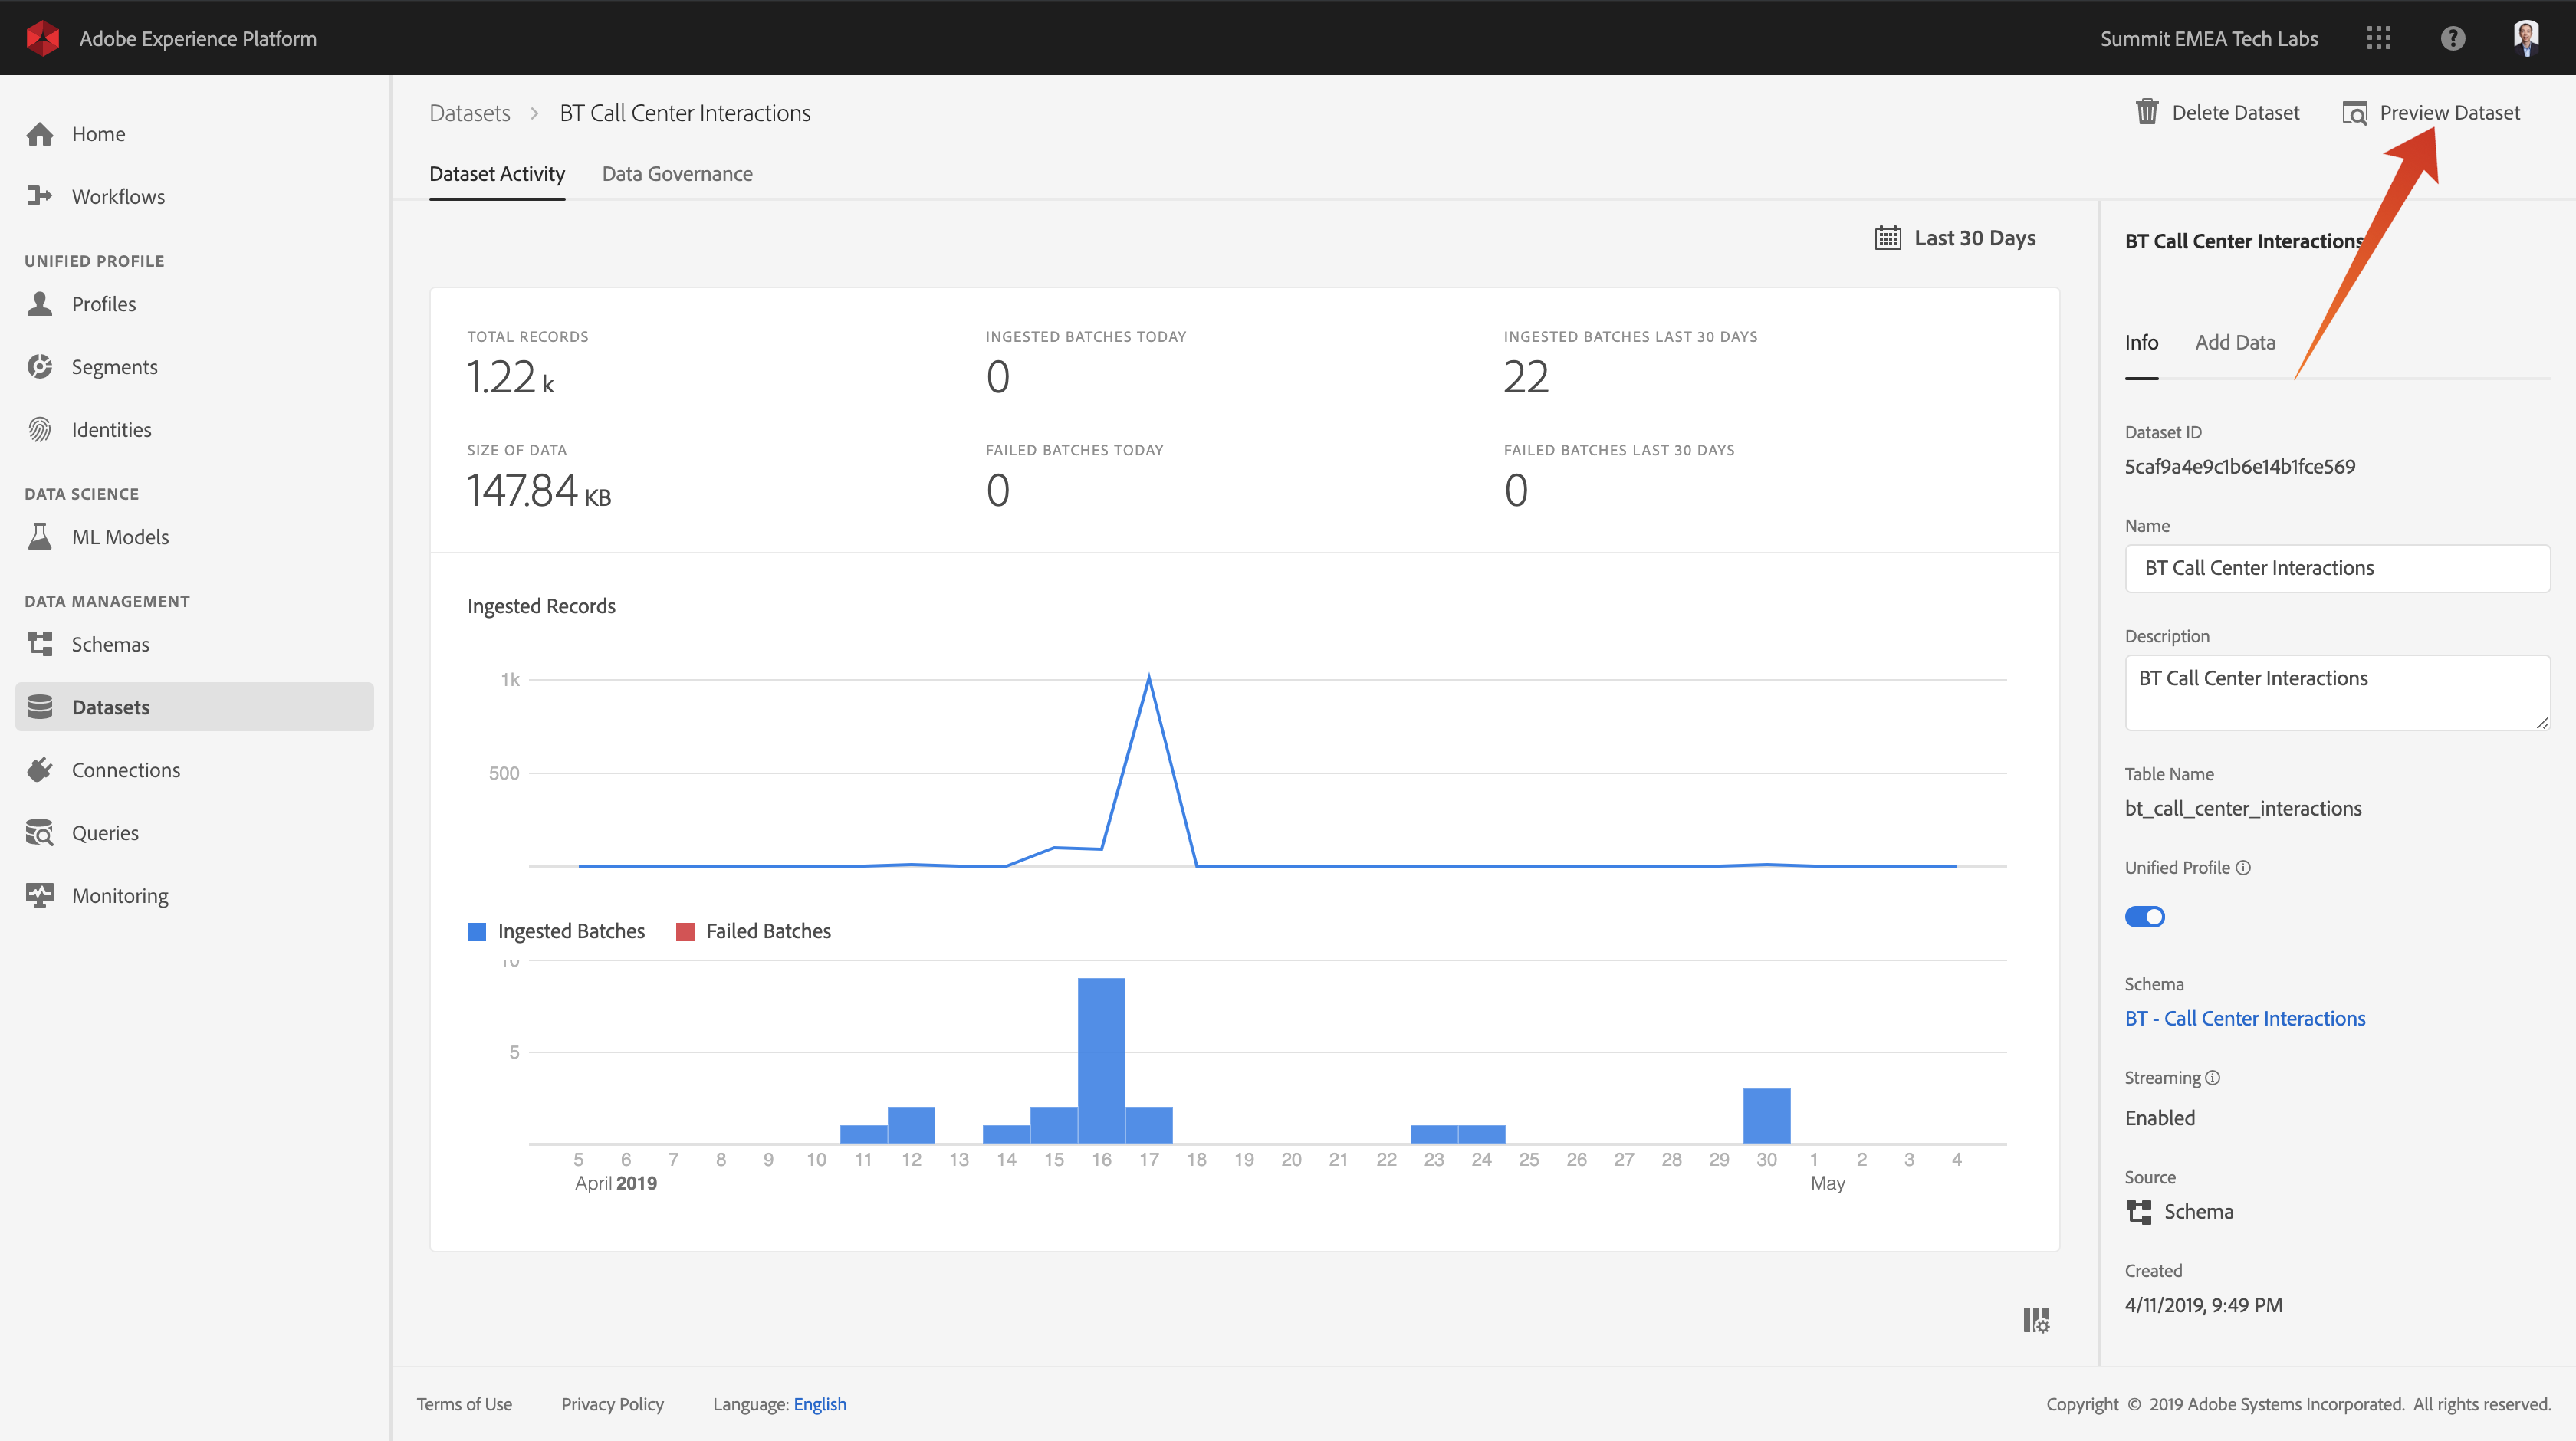 Adobe Experience Platform
Summit EMEA Tech Labs
Home
Workflows
UNIFIED PROFILE
Profiles
Segments
Identities
DATA SCIENCE
ML Models
DATA MANAGEMENT
Schemas
Datasets
Connections
Queries
Monitoring
Datasets > BT Call Center Interactions
Delete Dataset
Preview Dataset
Dataset Activity
Data Governance
Last 30 Days
TOTAL RECORDS
1.22 k
INGESTED BATCHES TODAY
0
INGESTED BATCHES LAST 30 DAYS
22
SIZE OF DATA
147.84 KB
FAILED BATCHES TODAY
0
FAILED BATCHES LAST 30 DAYS
0
Ingested Records
1k
500
Ingested Batches
Failed Batches
10
5
5 6 7 8 9 10 11 12 13 14 15 16 17 18 19 20 21 22 23 24 25 26 27 28 29 30 1 2 3 4
April 2019
May
BT Call Center Interactions
Info
Add Data
Dataset ID
5caf9a4e9c1b6e14b1fce569
Name
BT Call Center Interactions
Description
BT Call Center Interactions
Table Name
bt_call_center_interactions
Unified Profile
Schema
BT - Call Center Interactions
Streaming
Enabled
Source
Schema
Created
4/11/2019, 9:49 PM
Terms of Use
Privacy Policy
Language: English
Copyright © 2019 Adobe Systems Incorporated. All rights reserved.